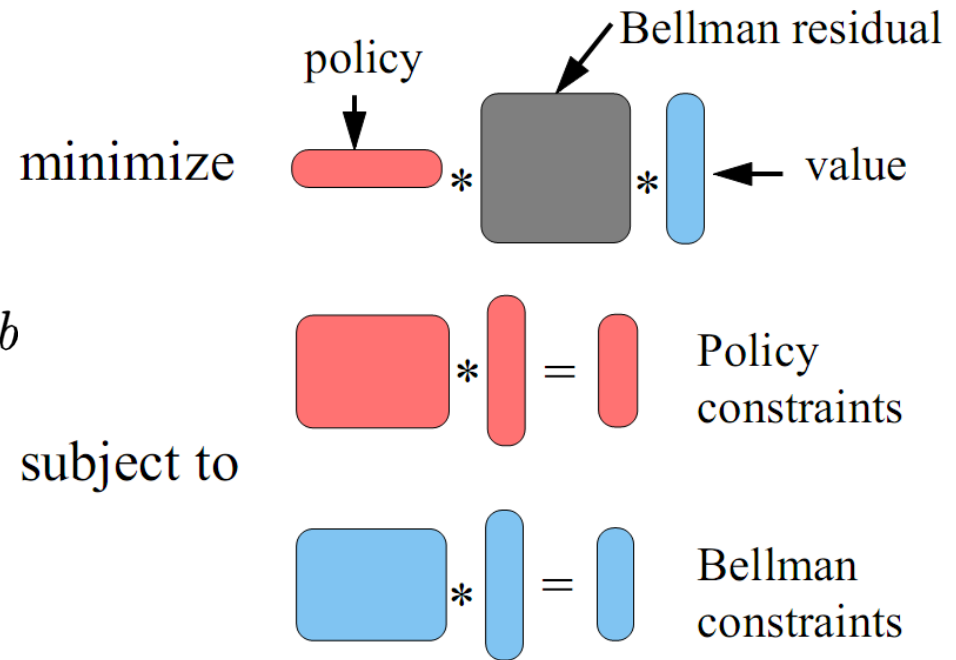 Bellman residual
policy
minimize * * value
b
* = Policy
constraints
subject to
* = Bellman
constraints